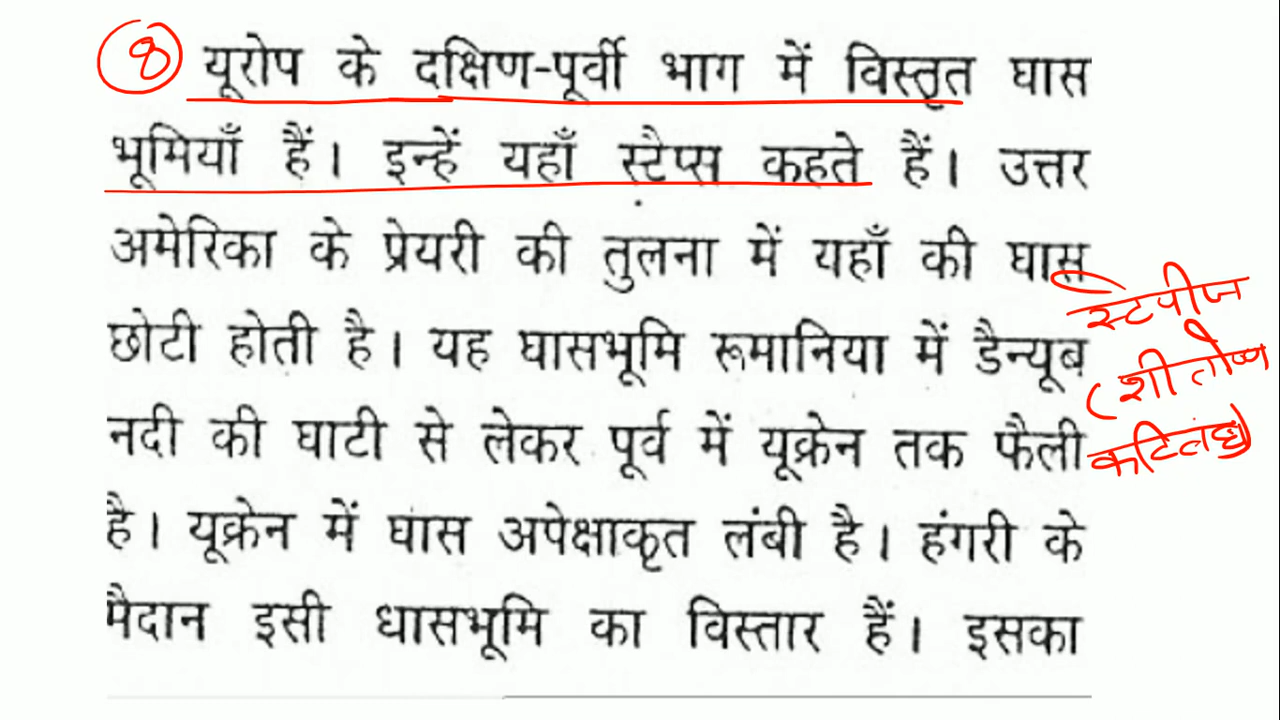 8 यूरोप के दक्षिण-पूर्वी भाग में विस्तृत घास
भूमियाँ हैं। इन्हें यहाँ स्टैप्स कहते हैं। उत्तर
अमेरिका के प्रेयरी की तुलना में यहाँ की घास
छोटी होती है। यह घासभूमि रूमानिया में डैन्यूब
नदी की घाटी से लेकर पूर्व में यूक्रेन तक फैली
है। यूक्रेन में घास अपेक्षाकृत लंबी है। हंगरी के
मैदान इसी धासभूमि का विस्तार हैं। इसका
स्टेपीज
(शीतोष्ण
कटिबंध)